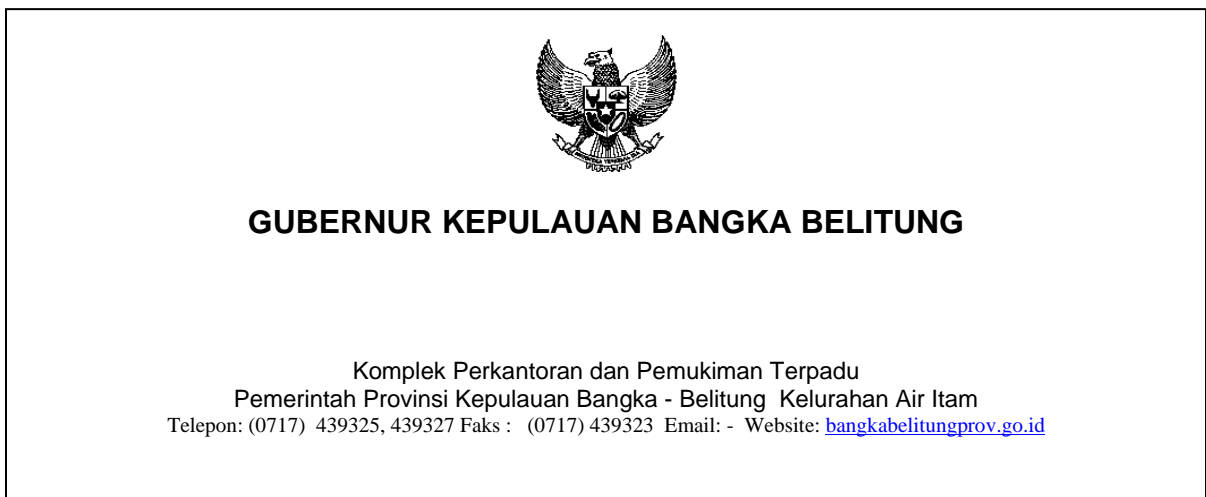 GUBERNUR KEPULAUAN BANGKA BELITUNG
Komplek Perkantoran dan Pemukiman Terpadu
Pemerintah Provinsi Kepulauan Bangka - Belitung Kelurahan Air Itam
Telepon: (0717) 439325, 439327 Faks : (0717) 439323 Email: - Website: bangkabelitungprov.go.id